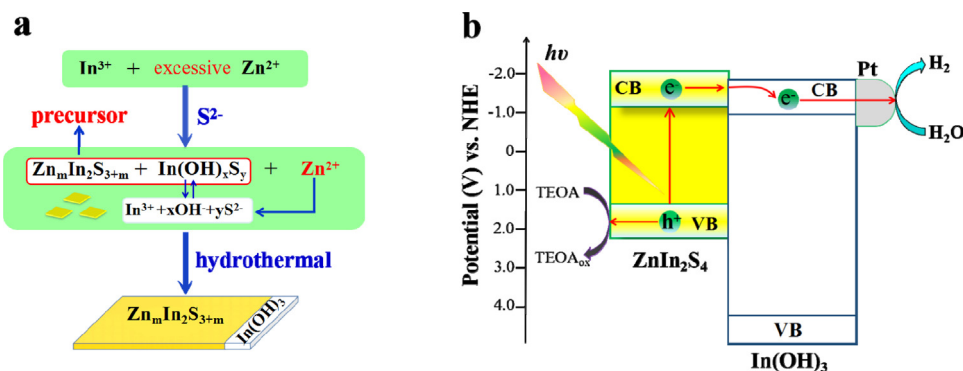 a
In³⁺ + excessive Zn²⁺
S²⁻
precursor
ZnₘIn₂S₃₊ₘ + In(OH)ₓSᵧ + Zn²⁺
In³⁺+xOH⁻+yS²⁻
hydrothermal
ZnₘIn₂S₃₊ₘ
In(OH)₃
b
Potential (V) vs. NHE
-2.0
-1.0
0
1.0
2.0
3.0
4.0
hυ
CB
e⁻
e⁻
CB
Pt
H₂
H₂O
TEOA
TEOAₒₓ
h⁺
VB
ZnIn₂S₄
VB
In(OH)₃